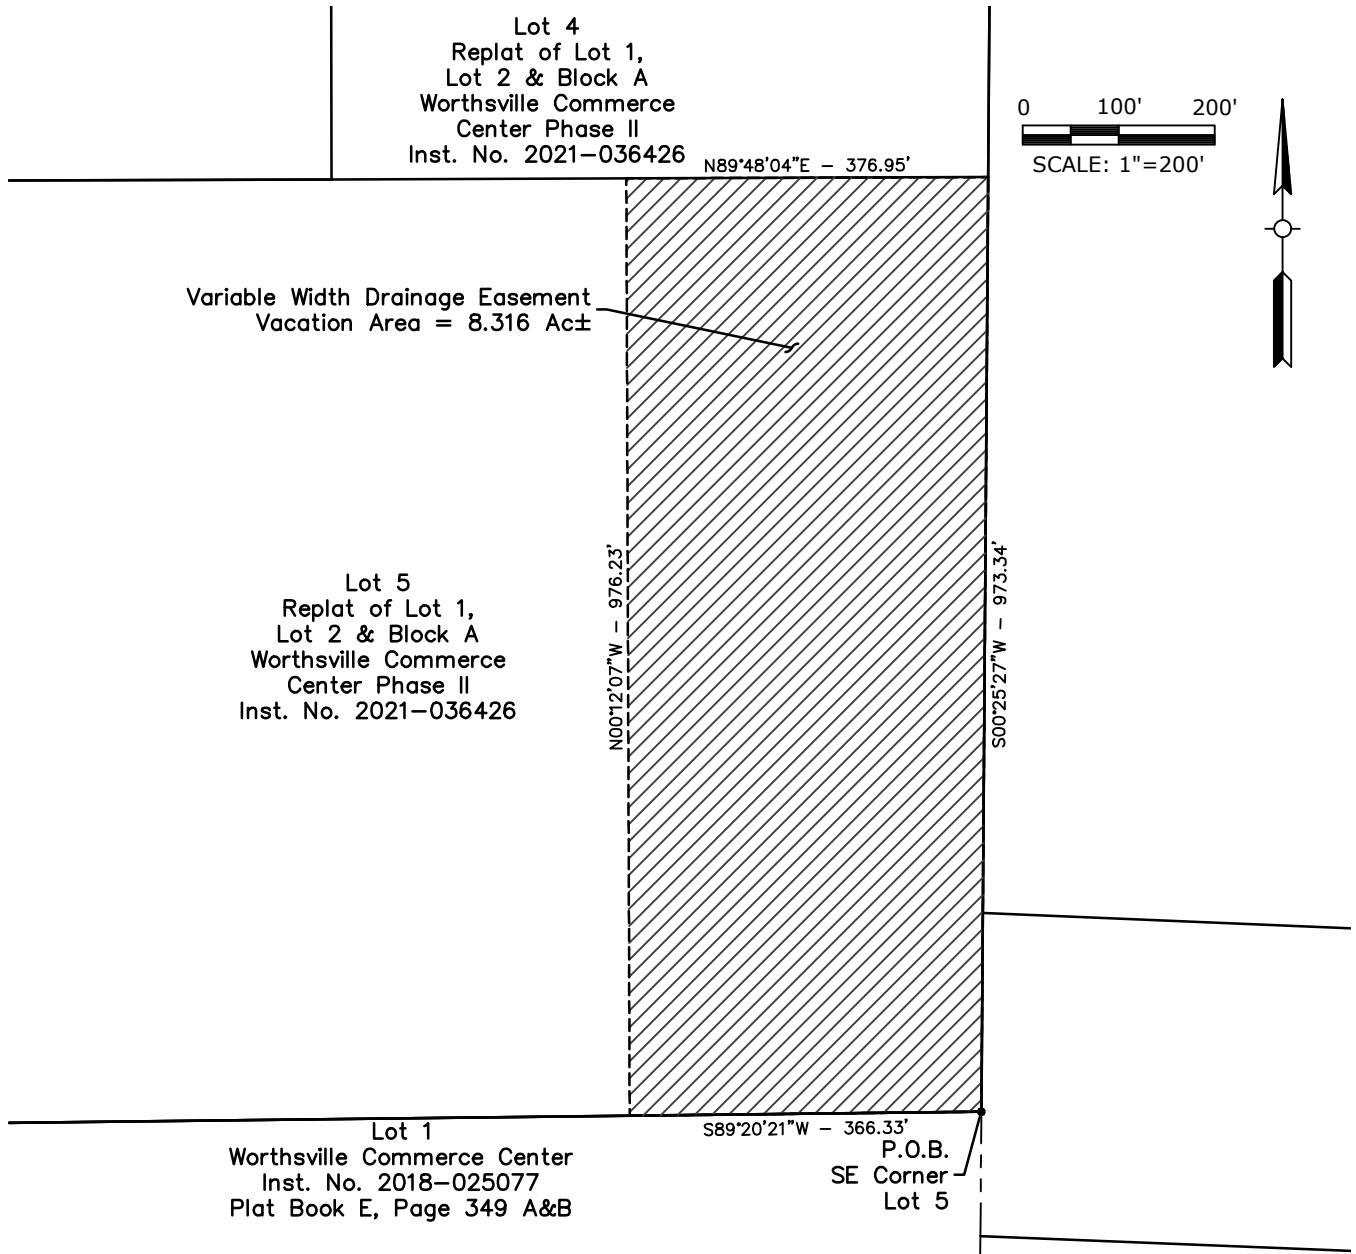 Lot 4
Replat of Lot 1,
Lot 2 & Block A
Worthsville Commerce
Center Phase II
Inst. No. 2021-036426
N89°48'04"E - 376.95'
0 100' 200'
SCALE: 1"=200'
Variable Width Drainage Easement
Vacation Area = 8.316 Ac±
N00°12'07"W - 976.23'
S00°25'27"W - 973.34'
Lot 5
Replat of Lot 1,
Lot 2 & Block A
Worthsville Commerce
Center Phase II
Inst. No. 2021-036426
S89°20'21"W - 366.33'
Lot 1
Worthsville Commerce Center
Inst. No. 2018-025077
Plat Book E, Page 349 A&B
P.O.B.
SE Corner
Lot 5